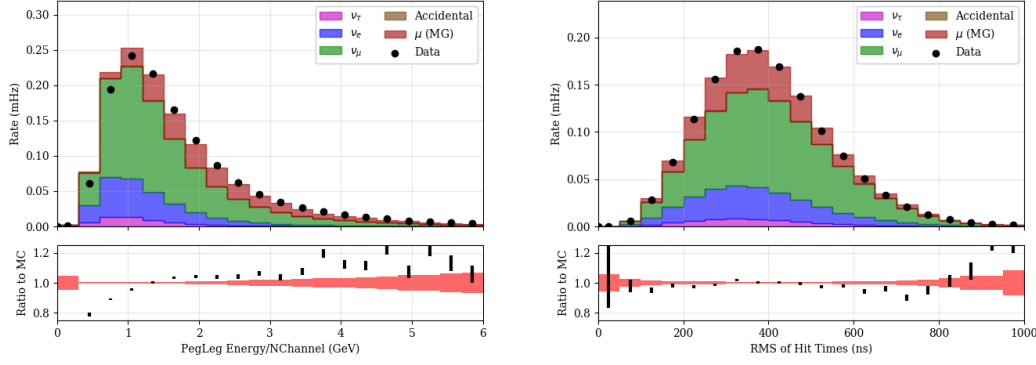 0.30
0.25
0.20
0.15
0.10
0.05
0.00
Rate (mHz)
ντ
νe
νμ
Accidental
μ (MG)
Data
1.2
1.0
0.8
Ratio to MC
0 1 2 3 4 5 6
PegLeg Energy/NChannel (GeV)
0.20
0.15
0.10
0.05
0.00
Rate (mHz)
ντ
νe
νμ
Accidental
μ (MG)
Data
1.2
1.0
0.8
Ratio to MC
0 200 400 600 800 1000
RMS of Hit Times (ns)